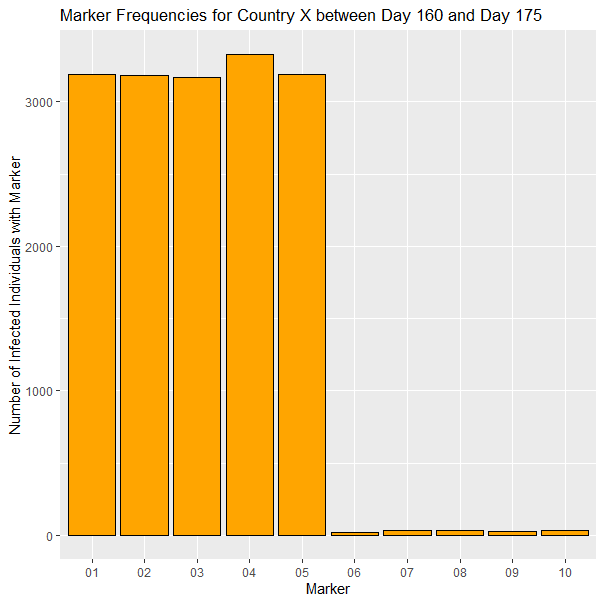 Marker Frequencies for Country X between Day 160 and Day 175
Number of Infected Individuals with Marker
3000
2000
1000
0
01 02 03 04 05 06 07 08 09 10
Marker